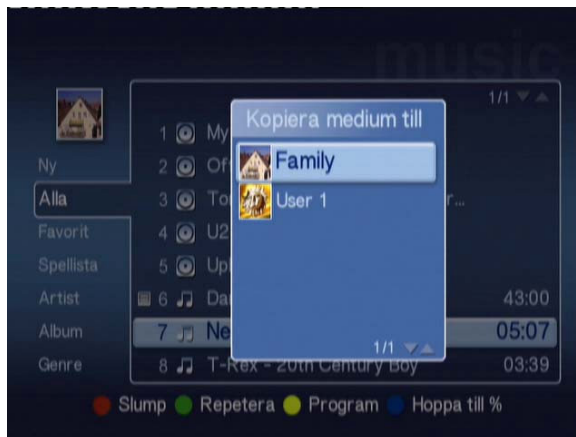 music
1/1
Kopiera medium till
Family
User 1
1/1
Ny
Alla
Favorit
Spellista
Artist
Album
Genre
1 My
2 Of
3 To r...
4 U2
5 Upl
6 Da 43:00
7 Ne 05:07
8 T-Rex - 20th Century Boy 03:39
Slump Repetera Program Hoppa till %